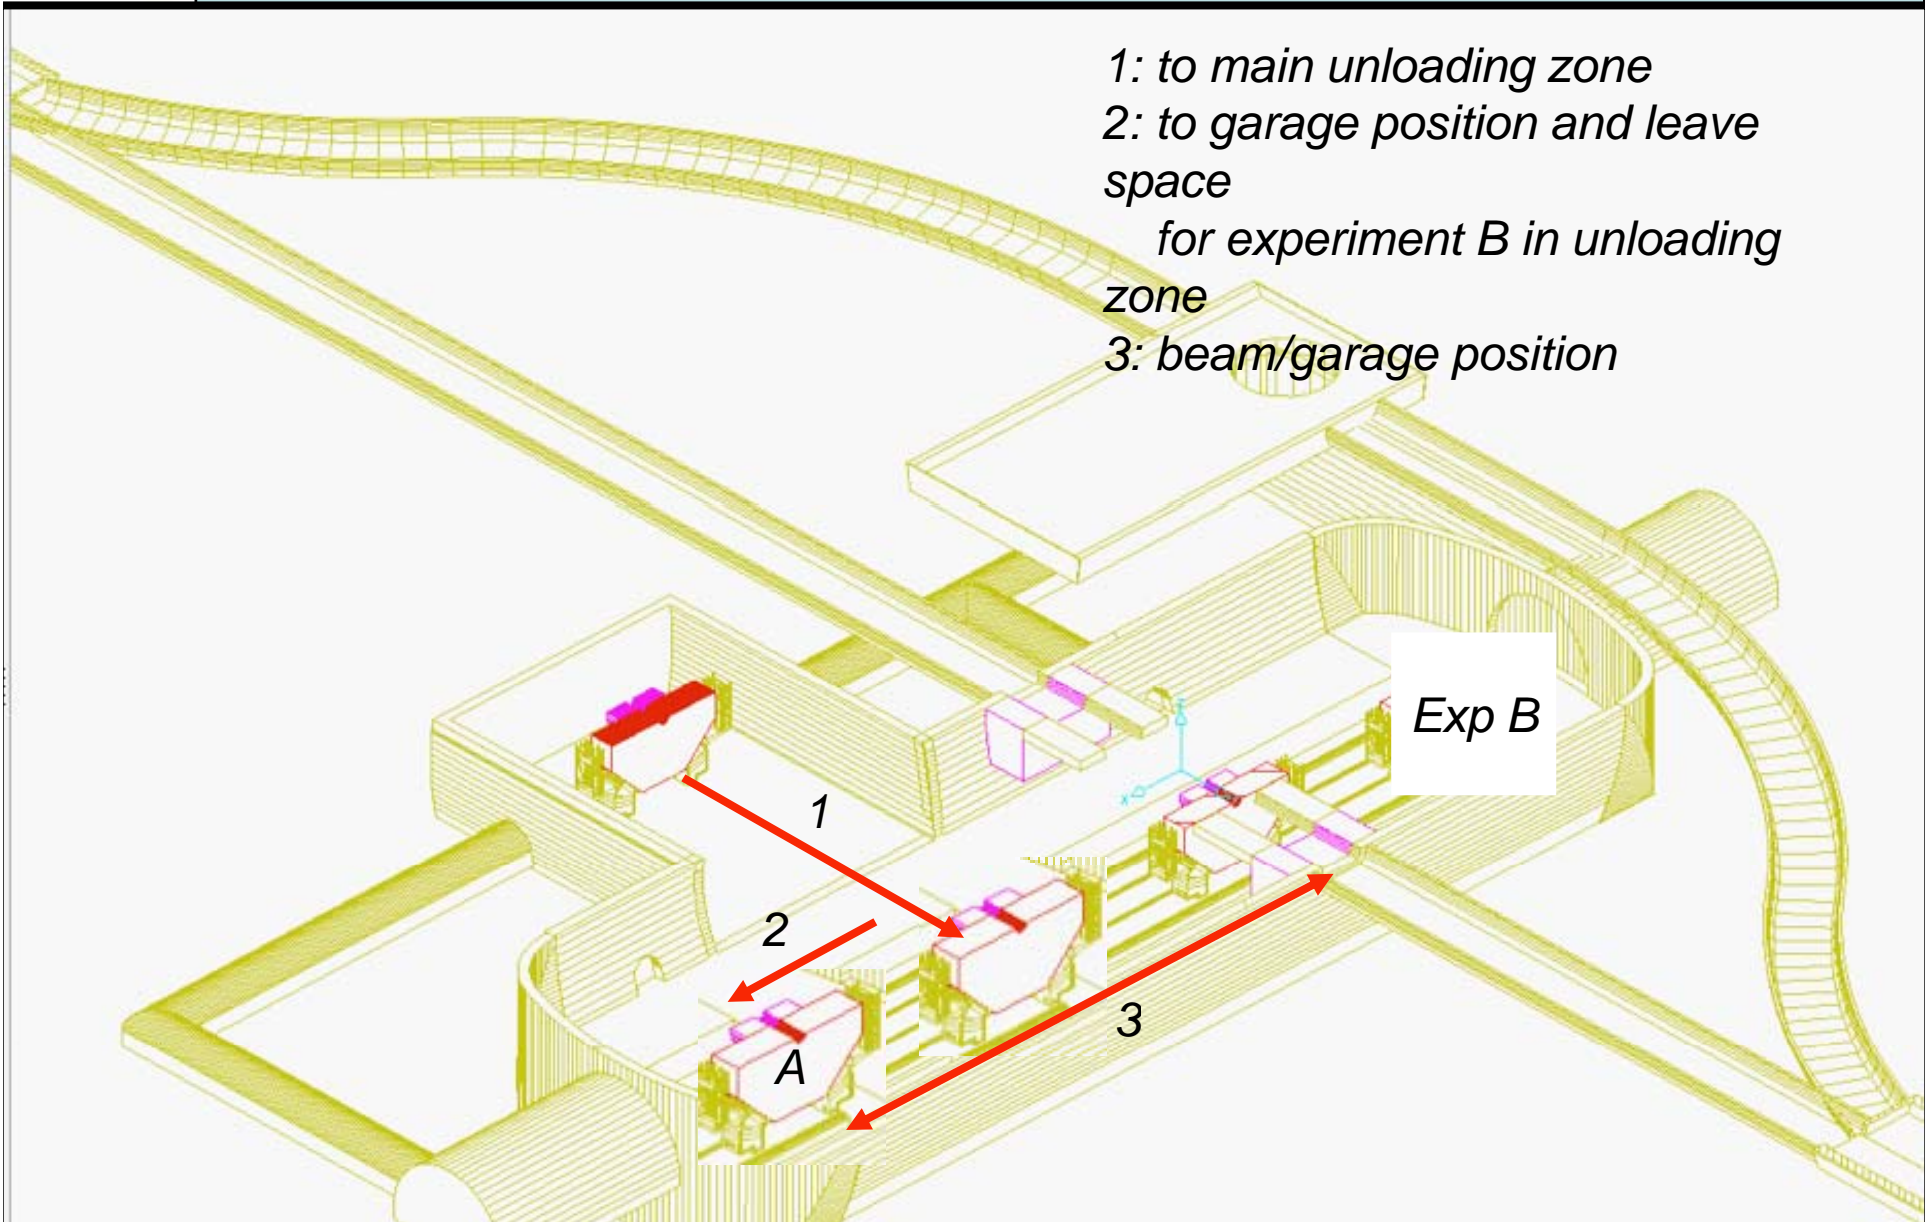 1: to main unloading zone
2: to garage position and leave
space
for experiment B in unloading
zone
3: beam/garage position
Exp B
1
2
3
A
z
x